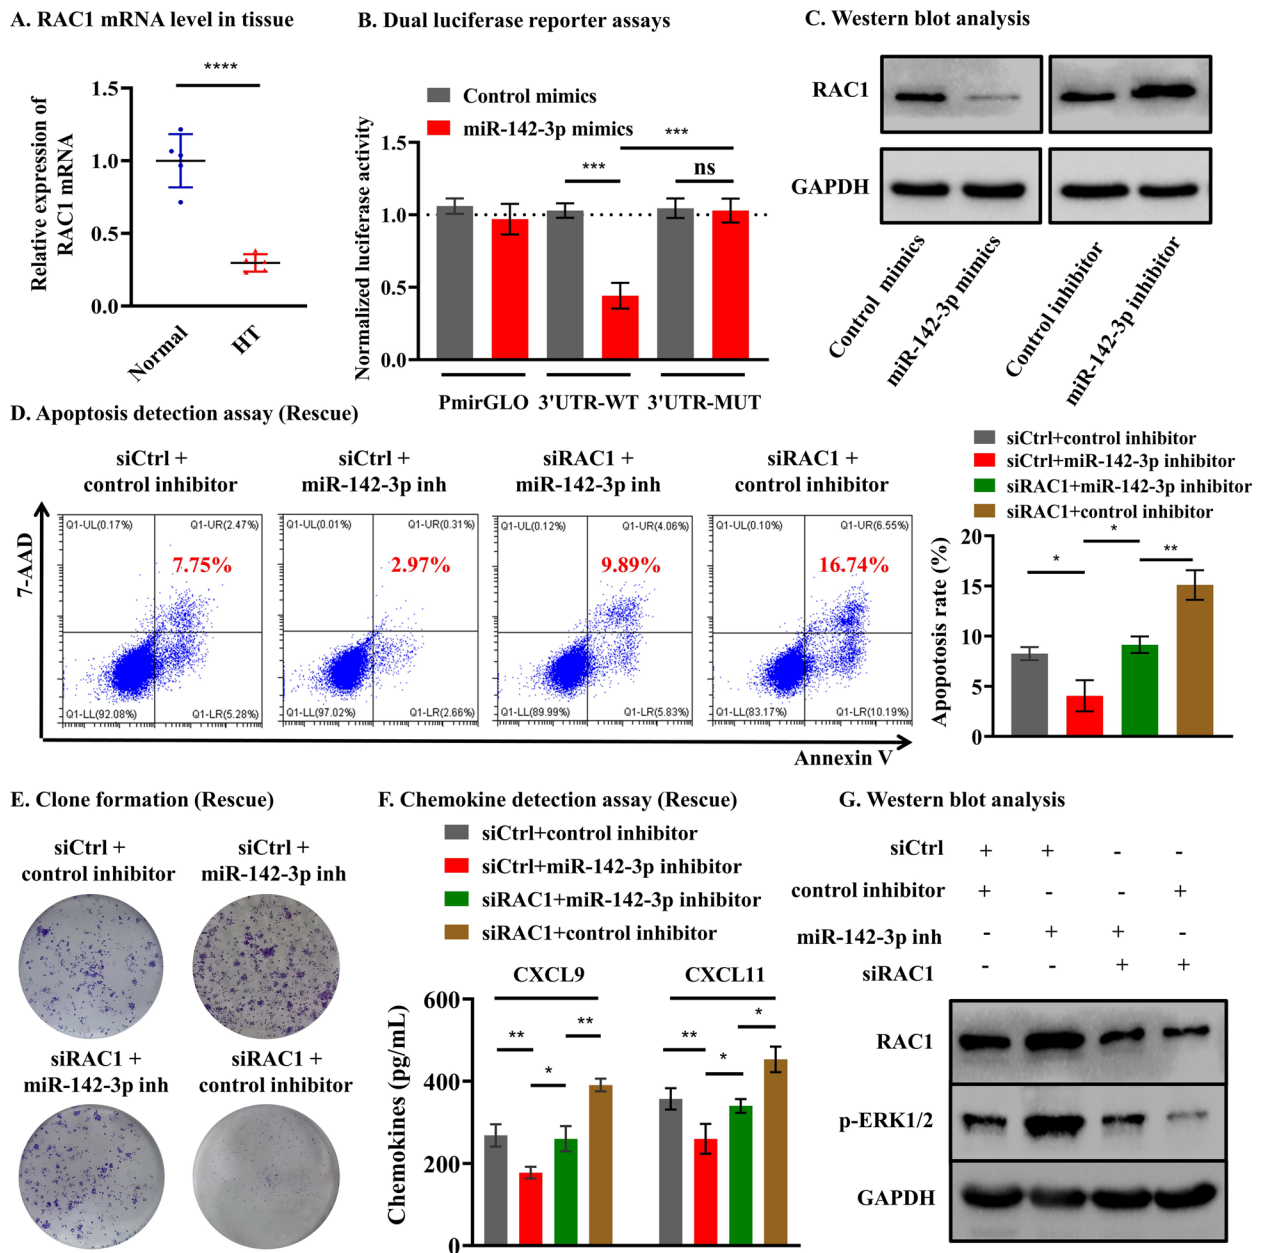 A. RAC1 mRNA level in tissue
Relative expression of
RAC1 mRNA
1.5
1.0
0.5
0.0
****
Normal
HT
B. Dual luferase reporter assays
Control mimics
miR-142-3p mimics
Normalized luciferase activity
1.5
1.0
0.5
0.0
***
***
ns
PmirGLO
3'UTR-WT
3'UTR-MUT
C. Western blot analysis
RAC1
GAPDH
Control mimics
miR-142-3p mimics
Control inhibitor
miR-142-3p inhibitor
D. Apoptosis detection assay (Rescue)
siCtrl +
control inhibitor
siCtrl +
miR-142-3p inh
siRAC1 +
miR-142-3p inh
siRAC1 +
control inhibitor
7-AAD
Q1-UL(0.17%)
Q1-UR(2.47%)
7.75%
Q1-LL(92.08%)
Q1-LR(5.28%)
Q1-UL(0.01%)
Q1-UR(0.31%)
2.97%
Q1-LL(97.02%)
Q1-LR(2.66%)
Q1-UL(0.12%)
Q1-UR(4.06%)
9.89%
Q1-LL(89.99%)
Q1-LR(5.83%)
Q1-UL(0.10%)
Q1-UR(6.55%)
16.74%
Q1-LL(83.17%)
Q1-LR(10.19%)
Annexin V
siCtrl+control inhibitor
siCtrl+miR-142-3p inhibitor
siRAC1+miR-142-3p inhibitor
siRAC1+control inhibitor
Apopotosis rate (%)
20
15
10
5
0
*
*
**
E. Clone formation (Rescue)
siCtrl +
control inhibitor
siCtrl +
miR-142-3p inh
siRAC1 +
miR-142-3p inh
siRAC1 +
control inhibitor
F. Chemokine detection assay (Rescue)
siCtrl+control inhibitor
siCtrl+miR-142-3p inhibitor
siRAC1+miR-142-3p inhibitor
siRAC1+control inhibitor
CXCL9
CXCL11
Chemokines (pg/mL)
600
400
200
0
**
*
**
**
*
*
G. Western blot analysis
siCtrl + + - -
control inhibitor + - - +
miR-142-3p inh - + + -
siRAC1 - - + +
RAC1
p-ERK1/2
GAPDH